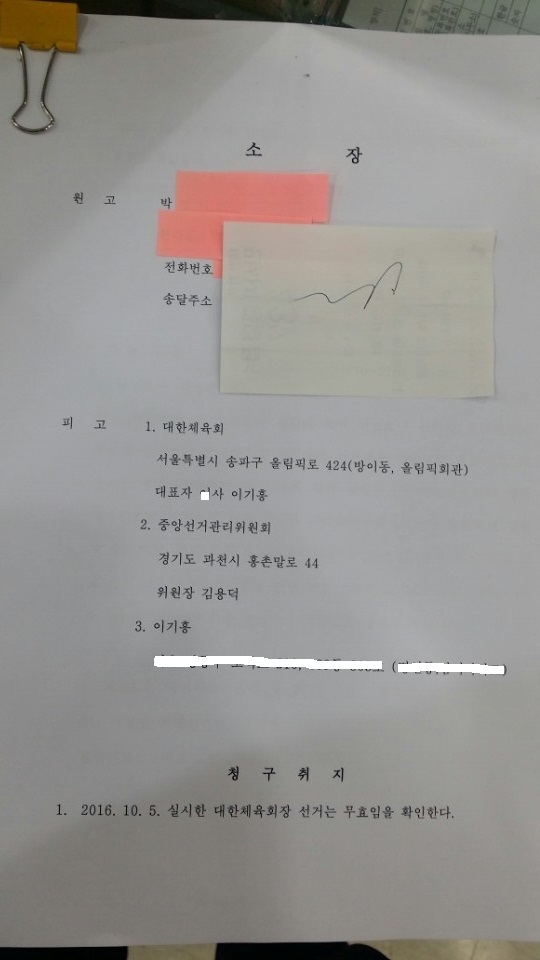 소 장
원 고 박
전화번호
송달주소
피 고 1. 대한체육회
서울특별시 송파구 올림픽로 424(방이동, 올림픽회관)
대표자 사 이기흥
2. 중앙선거관리위원회
경기도 과천시 홍촌말로 44
위원장 김용덕
3. 이기흥
청 구 취 지
1. 2016. 10. 5. 실시한 대한체육회장 선거는 무효임을 확인한다.